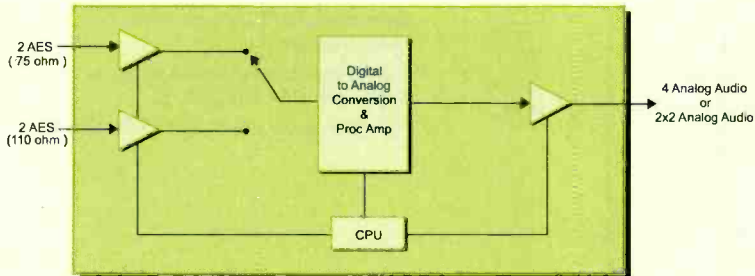 2 AES
( 75 ohm )
2 AES
(110 ohm)
Digital
to Analog
Conversion
&
Proc Amp
CPU
4 Analog Audio
or
2x2 Analog Audio